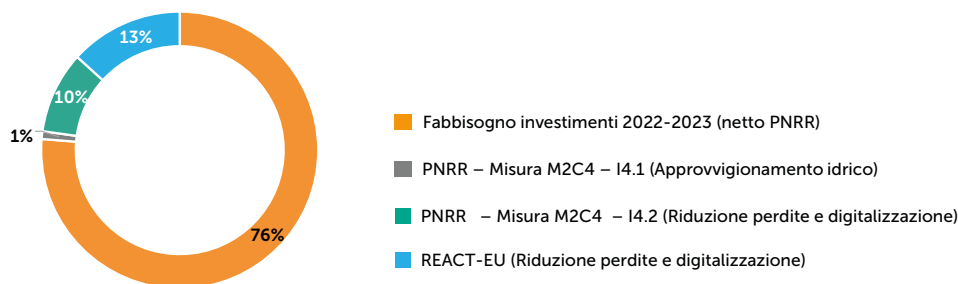 13%
10%
1%
76%
Fabbisogno investimenti 2022-2023 (netto PNRR)
PNRR – Misura M2C4 – I4.1 (Approvvigionamento idrico)
PNRR – Misura M2C4 – I4.2 (Riduzione perdite e digitalizzazione)
REACT-EU (Riduzione perdite e digitalizzazione)